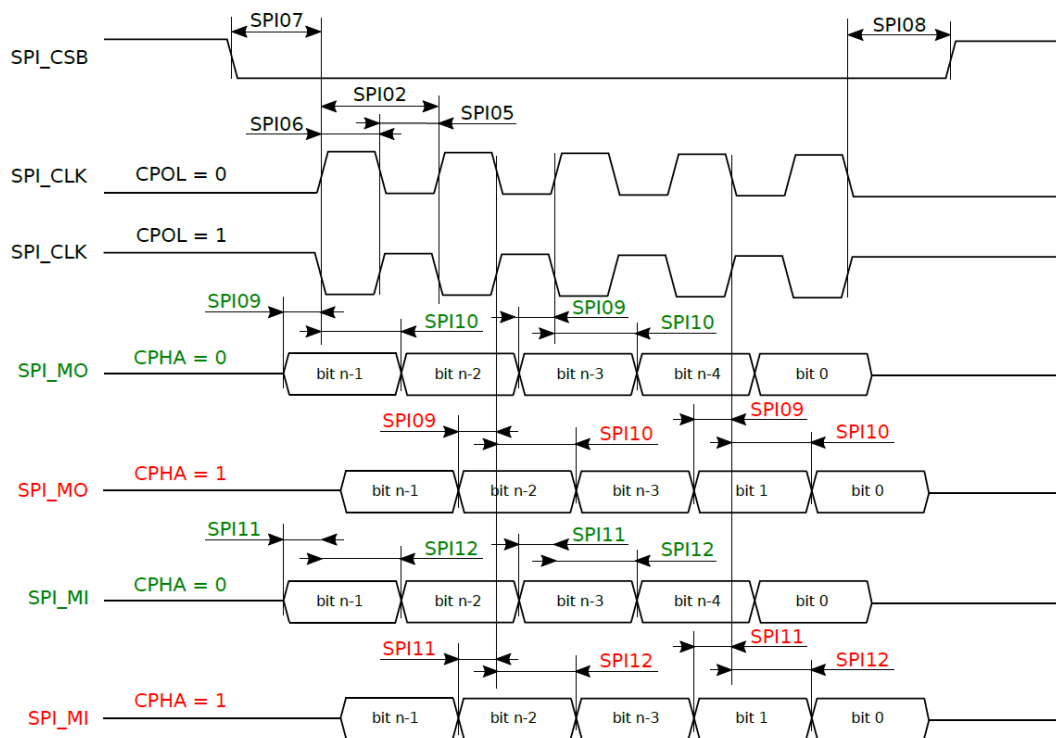 SPI07 SPI08
SPI_CSB
SPI02
SPI06 SPI05
SPI_CLK CPOL = 0
SPI_CLK CPOL = 1
SPI09 SPI10 SPI09 SPI10
SPI_MO CPHA = 0 bit n-1 bit n-2 bit n-3 bit n-4 bit 0
SPI09 SPI10 SPI09 SPI10
SPI_MO CPHA = 1 bit n-1 bit n-2 bit n-3 bit 1 bit 0
SPI11 SPI12 SPI11 SPI12
SPI_MI CPHA = 0 bit n-1 bit n-2 bit n-3 bit n-4 bit 0
SPI11 SPI12 SPI11 SPI12
SPI_MI CPHA = 1 bit n-1 bit n-2 bit n-3 bit 1 bit 0